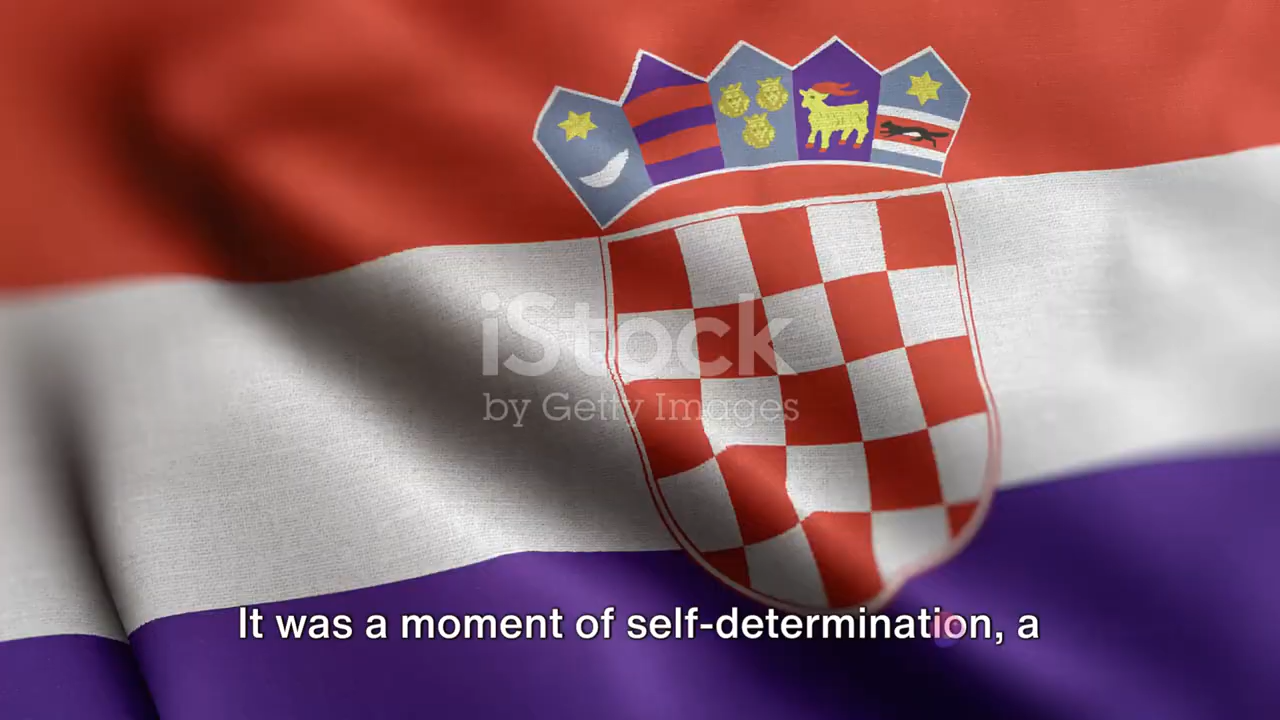 iStock
by Getty Images
It was a moment of self-determination, a